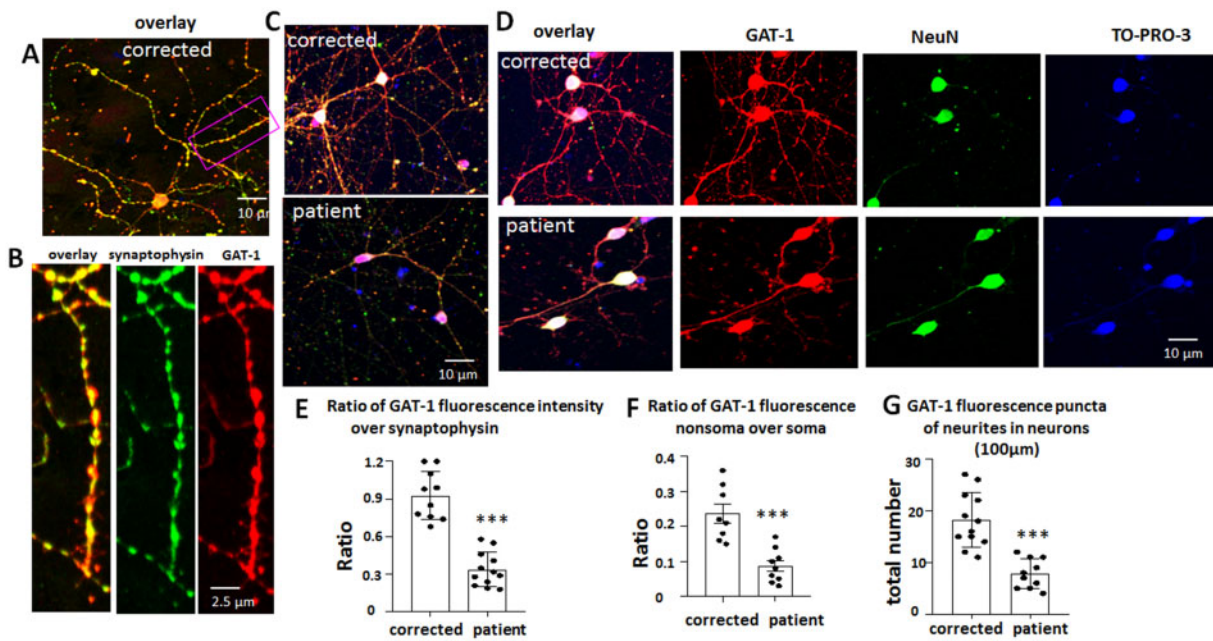 A
overlay
corrected
10 µm
B
overlay synaptophysin GAT-1
2.5 µm
C
corrected
patient
10 µm
D
overlay GAT-1 NeuN TO-PRO-3
corrected
patient
10 µm
E Ratio of GAT-1 fluorescence intensity
over synaptophysin
Ratio
1.2
0.9
0.6
0.3
0
***
corrected patient
F Ratio of GAT-1 fluorescence
nonsoma over soma
Ratio
0.4
0.3
0.2
0.1
0
***
corrected patient
G GAT-1 fluorescence puncta
of neurites in neurons
(100µm)
total number
30
20
10
0
***
corrected patient